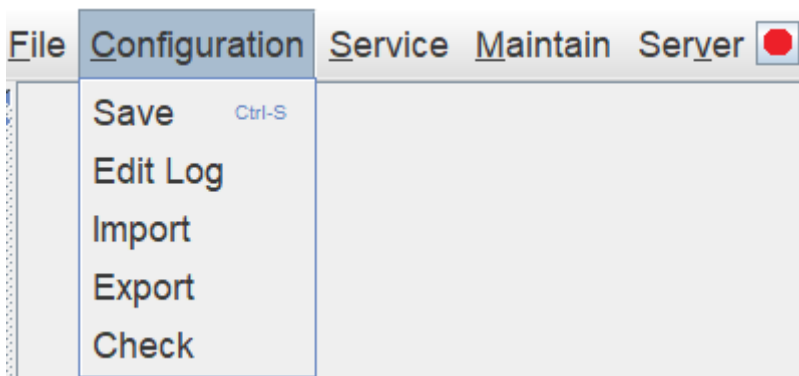 File Configuration Service Maintain Server
Save Ctrl-S
Edit Log
Import
Export
Check